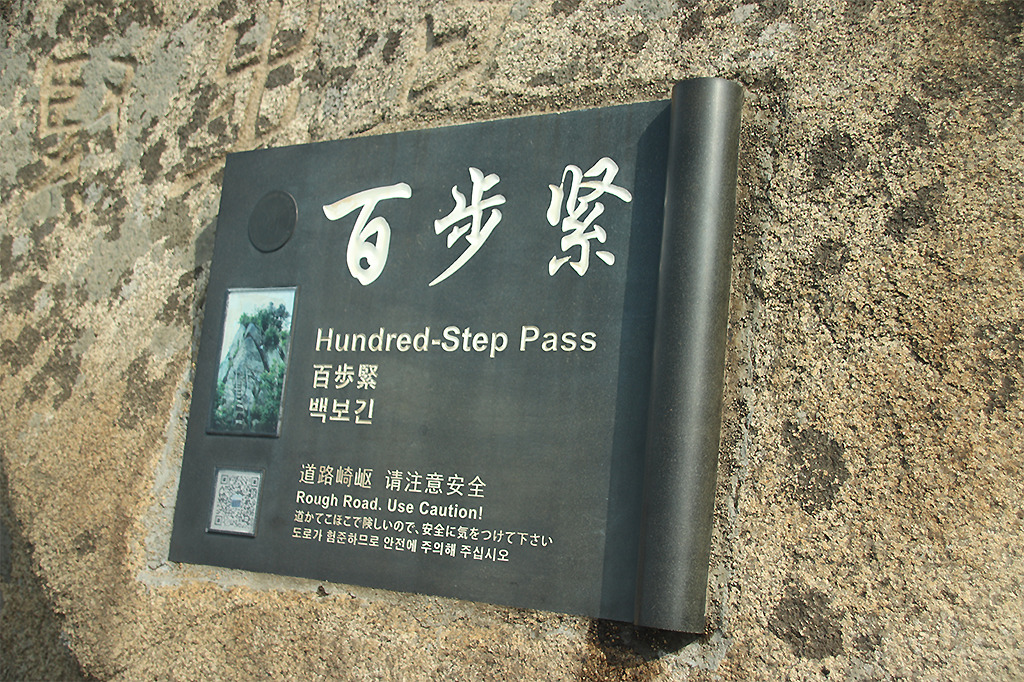 百步紧
Hundred-Step Pass
百歩緊
백보긴
道路崎岖 请注意安全
Rough Road. Use Caution!
道がでこぼこで険しいので、安全に気をつけて下さい
도로가 험준하므로 안전에 주의해 주십시오